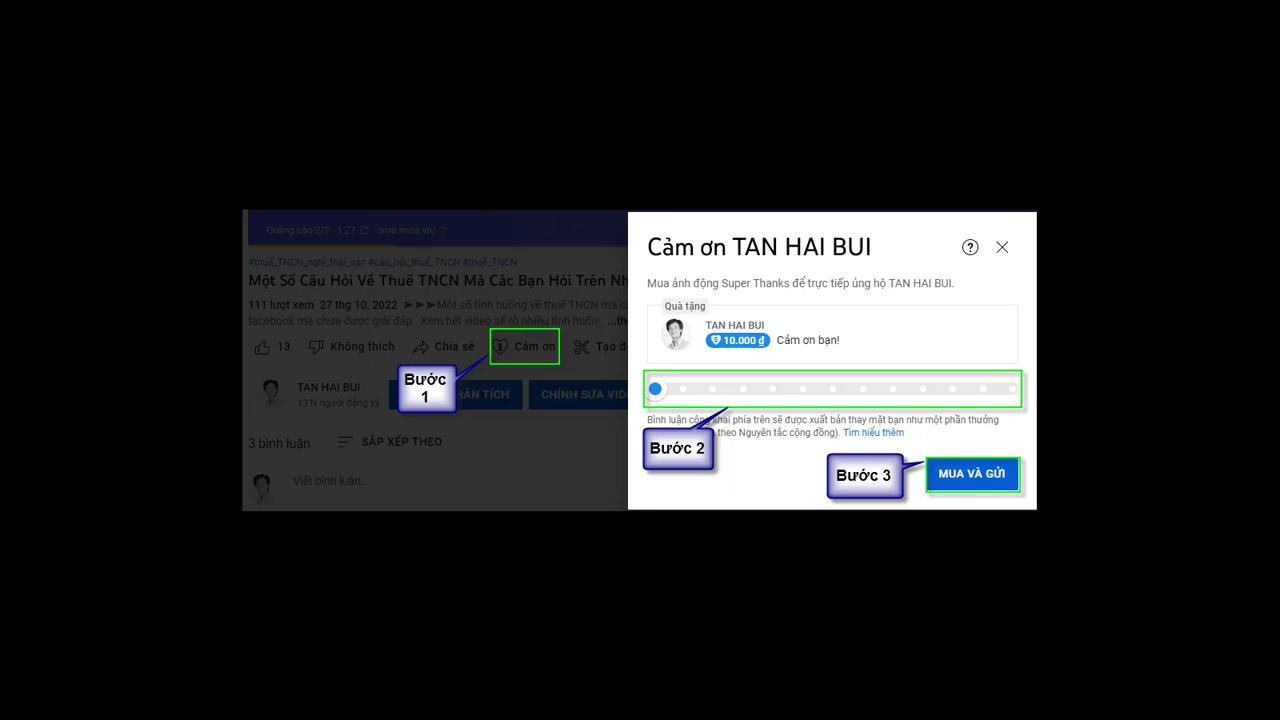 Quảng cáo 2/2 · 1:27 sme.misa.vn/
#thuế_TNCN_nghỉ_thai_sản #câu_hỏi_thuế_TNCN #thuế_TNCN
Một Số Câu Hỏi Về Thuế TNCN Mà Các Bạn Hỏi Trên
111 lượt xem 27 thg 10, 2022 ➤➤➤Một số tình huống về thuế TNCN mà
facebook mà chưa được giải đáp Xem hết video sẽ rõ nhiều tình huống
13 Không thích Chia sẻ Cảm ơn Tạo
Bước 1
TAN HAI BUI
13 N người đăng ký
CHỈNH SỬA
3 bình luận SẮP XẾP THEO
Viết bình luận...
Cảm ơn TAN HAI BUI
Mua ảnh động Super Thanks để trực tiếp ủng hộ TAN HAI BUI.
Quà tặng
TAN HAI BUI
10.000 ₫ Cảm ơn bạn!
Bình luận công khai phía trên sẽ được xuất bản thay mặt bạn như một phần thưởng
theo Nguyên tắc cộng đồng). Tìm hiểu thêm
Bước 2
Bước 3
MUA VÀ GỬI